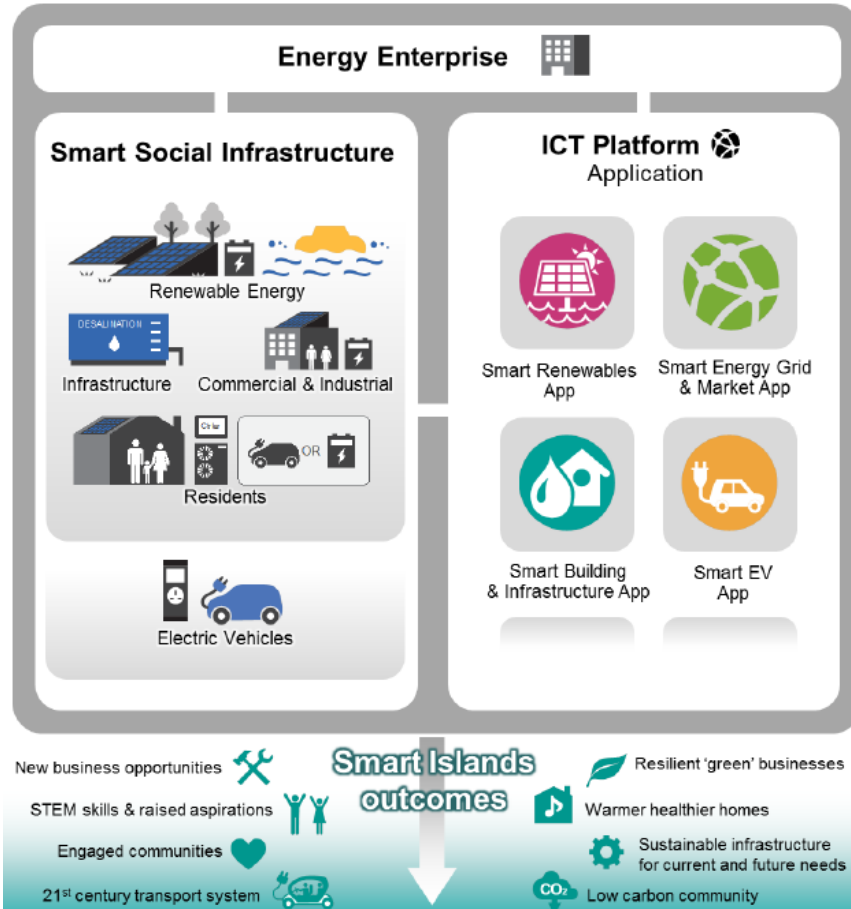 Energy Enterprise
Smart Social Infrastructure
Renewable Energy
DESALINATION
Infrastructure
Commercial & Industrial
OR
Residents
Electric Vehicles
ICT Platform
Application
Smart Renewables
App
Smart Energy Grid
& Market App
Smart Building
& Infrastructure App
Smart EV
App
Smart Islands
outcomes
New business opportunities
STEM skills & raised aspirations
Engaged communities
21st century transport system
Resilient ‘green’ businesses
Warmer healthier homes
Sustainable infrastructure
for current and future needs
CO₂
Low carbon community